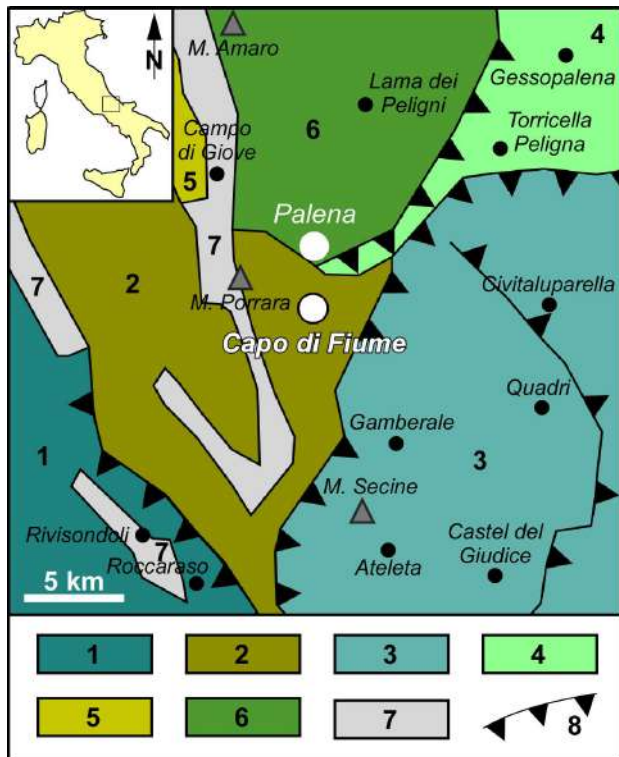 N
M. Amaro
4
Gessopalena
Lama dei
Peligni
6
Torricella
Peligna
Campo
di Giove
5
Palena
7
7
2
M. Porrara
Civitaluparella
Capo di Fiume
Quadri
Gamberale
1
3
M. Secine
Rivisondoli
7
Castel del
Giudice
Roccaraso
Ateleta
5 km
1 2 3 4
5 6 7 8